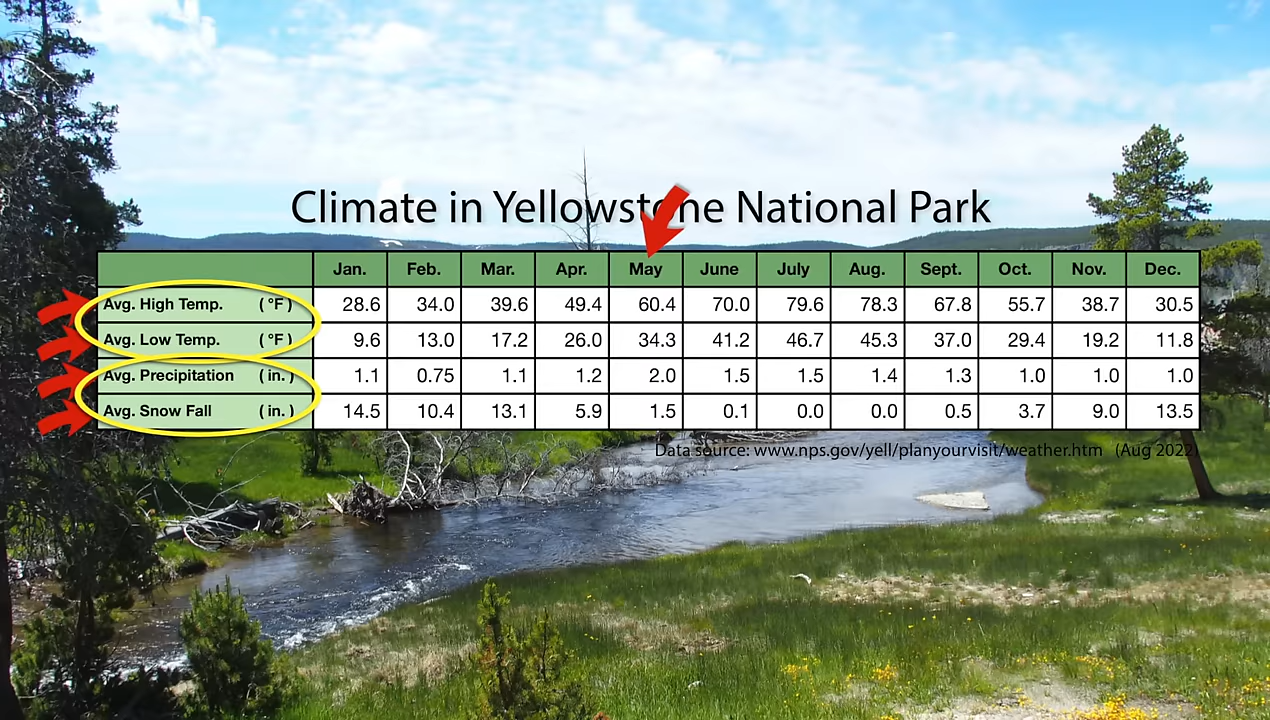 Climate in Yellowstone National Park
Jan. Feb. Mar. Apr. May June July Aug. Sept. Oct. Nov. Dec.
Avg. High Temp. ( °F ) 28.6 34.0 39.6 49.4 60.4 70.0 79.6 78.3 67.8 55.7 38.7 30.5
Avg. Low Temp. ( °F ) 9.6 13.0 17.2 26.0 34.3 41.2 46.7 45.3 37.0 29.4 19.2 11.8
Avg. Precipitation ( in. ) 1.1 0.75 1.1 1.2 2.0 1.5 1.5 1.4 1.3 1.0 1.0 1.0
Avg. Snow Fall ( in. ) 14.5 10.4 13.1 5.9 1.5 0.1 0.0 0.0 0.5 3.7 9.0 13.5
Data source: www.nps.gov/yell/planyourvisit/weather.htm (Aug 2022)